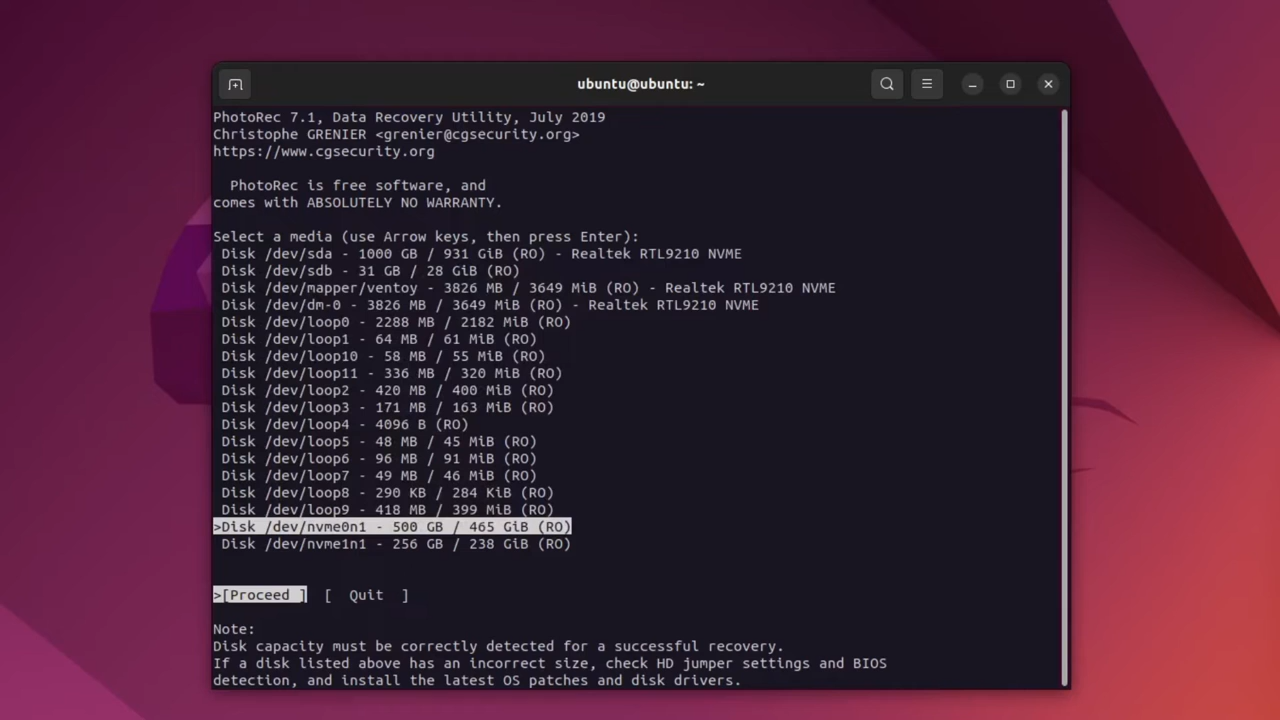 ubuntu@ubuntu: ~
PhotoRec 7.1, Data Recovery Utility, July 2019
Christophe GRENIER <grenier@cgsecurity.org>
https://www.cgsecurity.org
PhotoRec is free software, and
comes with ABSOLUTELY NO WARRANTY.
Select a media (use Arrow keys, then press Enter):
Disk /dev/sda - 1000 GB / 931 GiB (RO) - Realtek RTL9210 NVME
Disk /dev/sdb - 31 GB / 28 GiB (RO)
Disk /dev/mapper/ventoy - 3826 MB / 3649 MiB (RO) - Realtek RTL9210 NVME
Disk /dev/dm-0 - 3826 MB / 3649 MiB (RO) - Realtek RTL9210 NVME
Disk /dev/loop0 - 2288 MB / 2182 MiB (RO)
Disk /dev/loop1 - 64 MB / 61 MiB (RO)
Disk /dev/loop10 - 58 MB / 55 MiB (RO)
Disk /dev/loop11 - 336 MB / 320 MiB (RO)
Disk /dev/loop2 - 420 MB / 400 MiB (RO)
Disk /dev/loop3 - 171 MB / 163 MiB (RO)
Disk /dev/loop4 - 4096 B (RO)
Disk /dev/loop5 - 48 MB / 45 MiB (RO)
Disk /dev/loop6 - 96 MB / 91 MiB (RO)
Disk /dev/loop7 - 49 MB / 46 MiB (RO)
Disk /dev/loop8 - 290 KB / 284 KiB (RO)
Disk /dev/loop9 - 418 MB / 399 MiB (RO)
>Disk /dev/nvme0n1 - 500 GB / 465 GiB (RO)
Disk /dev/nvme1n1 - 256 GB / 238 GiB (RO)
>[Proceed ]  [  Quit  ]
Note:
Disk capacity must be correctly detected for a successful recovery.
If a disk listed above has an incorrect size, check HD jumper settings and BIOS
detection, and install the latest OS patches and disk drivers.